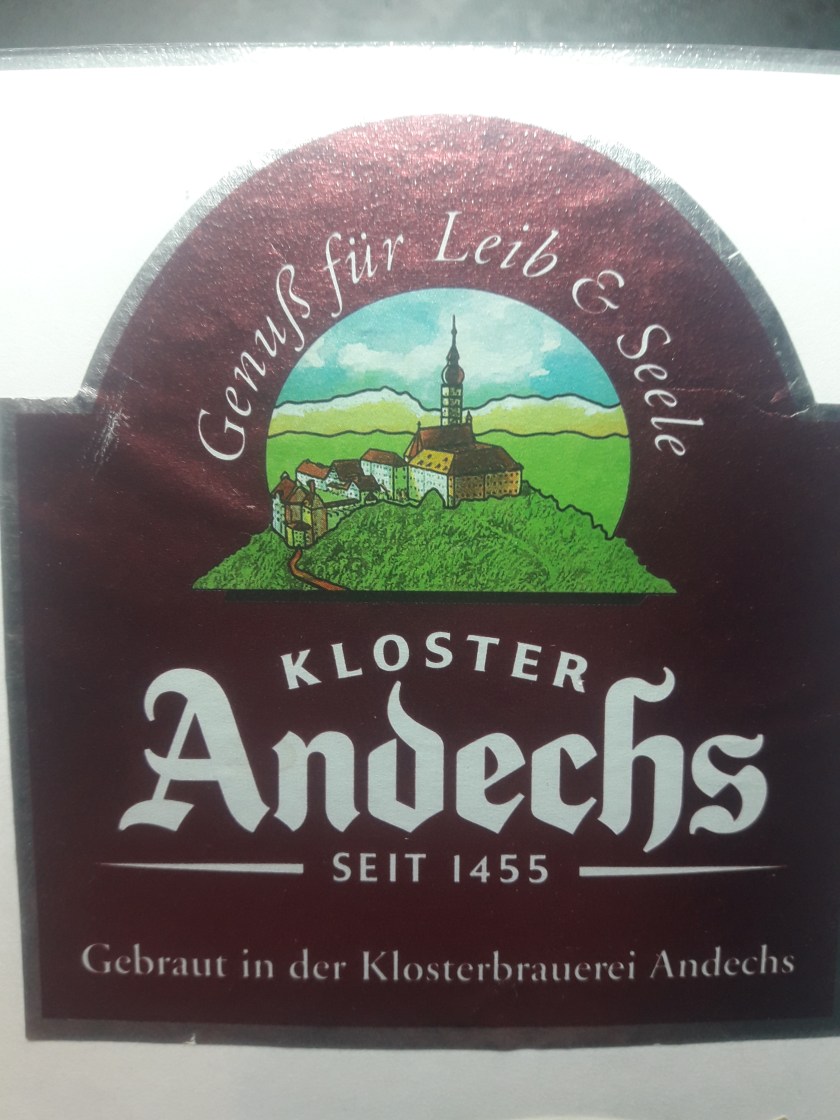 Genuß für Leib & Seele
KLOSTER
Andechs
SEIT 1455
Gebraut in der Klosterbrauerei Andechs